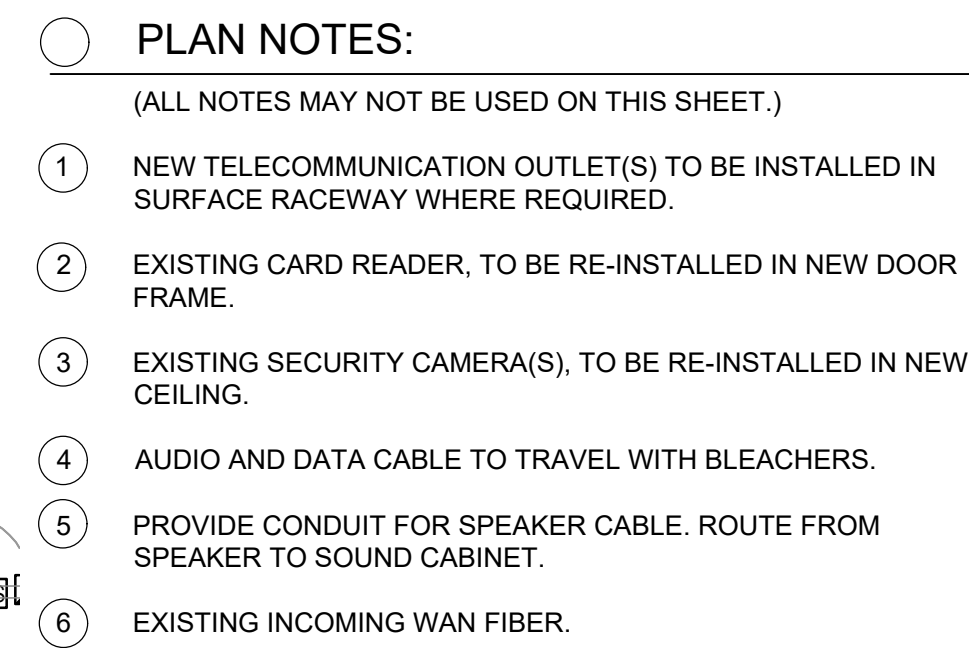 PLAN NOTES:
(ALL NOTES MAY NOT BE USED ON THIS SHEET.)
1 NEW TELECOMMUNICATION OUTLET(S) TO BE INSTALLED IN
SURFACE RACEWAY WHERE REQUIRED.
2 EXISTING CARD READER, TO BE RE-INSTALLED IN NEW DOOR
FRAME.
3 EXISTING SECURITY CAMERA(S), TO BE RE-INSTALLED IN NEW
CEILING.
4 AUDIO AND DATA CABLE TO TRAVEL WITH BLEACHERS.
5 PROVIDE CONDUIT FOR SPEAKER CABLE. ROUTE FROM
SPEAKER TO SOUND CABINET.
6 EXISTING INCOMING WAN FIBER.